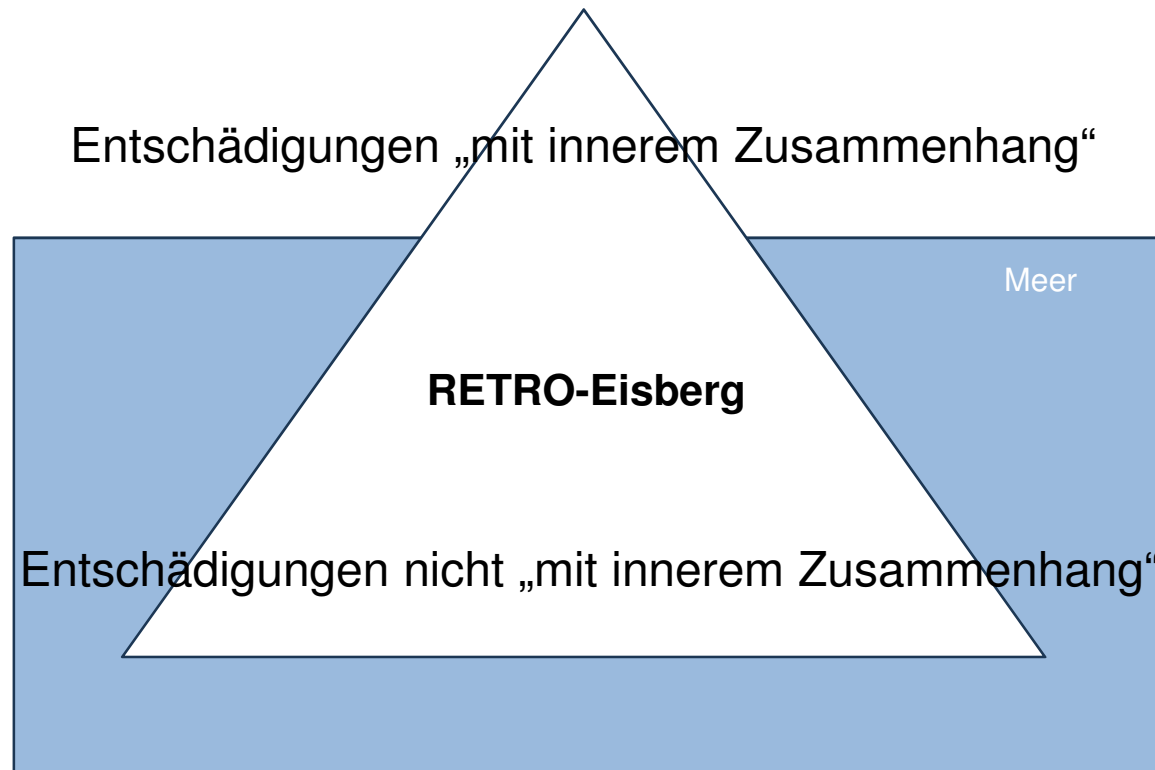 Entschädigungen „mit innerem Zusammenhang“
Meer
RETRO-Eisberg
Entschädigungen nicht „mit innerem Zusammenhang“